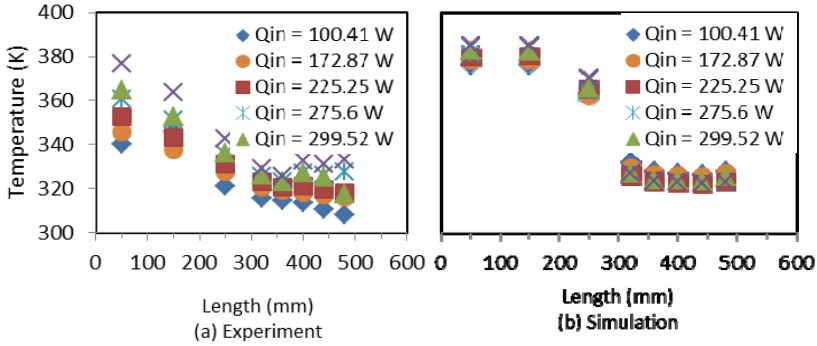 Temperature (K)
400
380
360
340
320
300
Qin = 100.41 W
Qin = 172.87 W
Qin = 225.25 W
Qin = 275.6 W
Qin = 299.52 W
0 100 200 300 400 500 600
Length (mm)
(a) Experiment
Qin = 100.41 W
Qin = 172.87 W
Qin = 225.25 W
Qin = 275.6 W
Qin = 299.52 W
0 100 200 300 400 500 600
Length (mm)
(b) Simulation